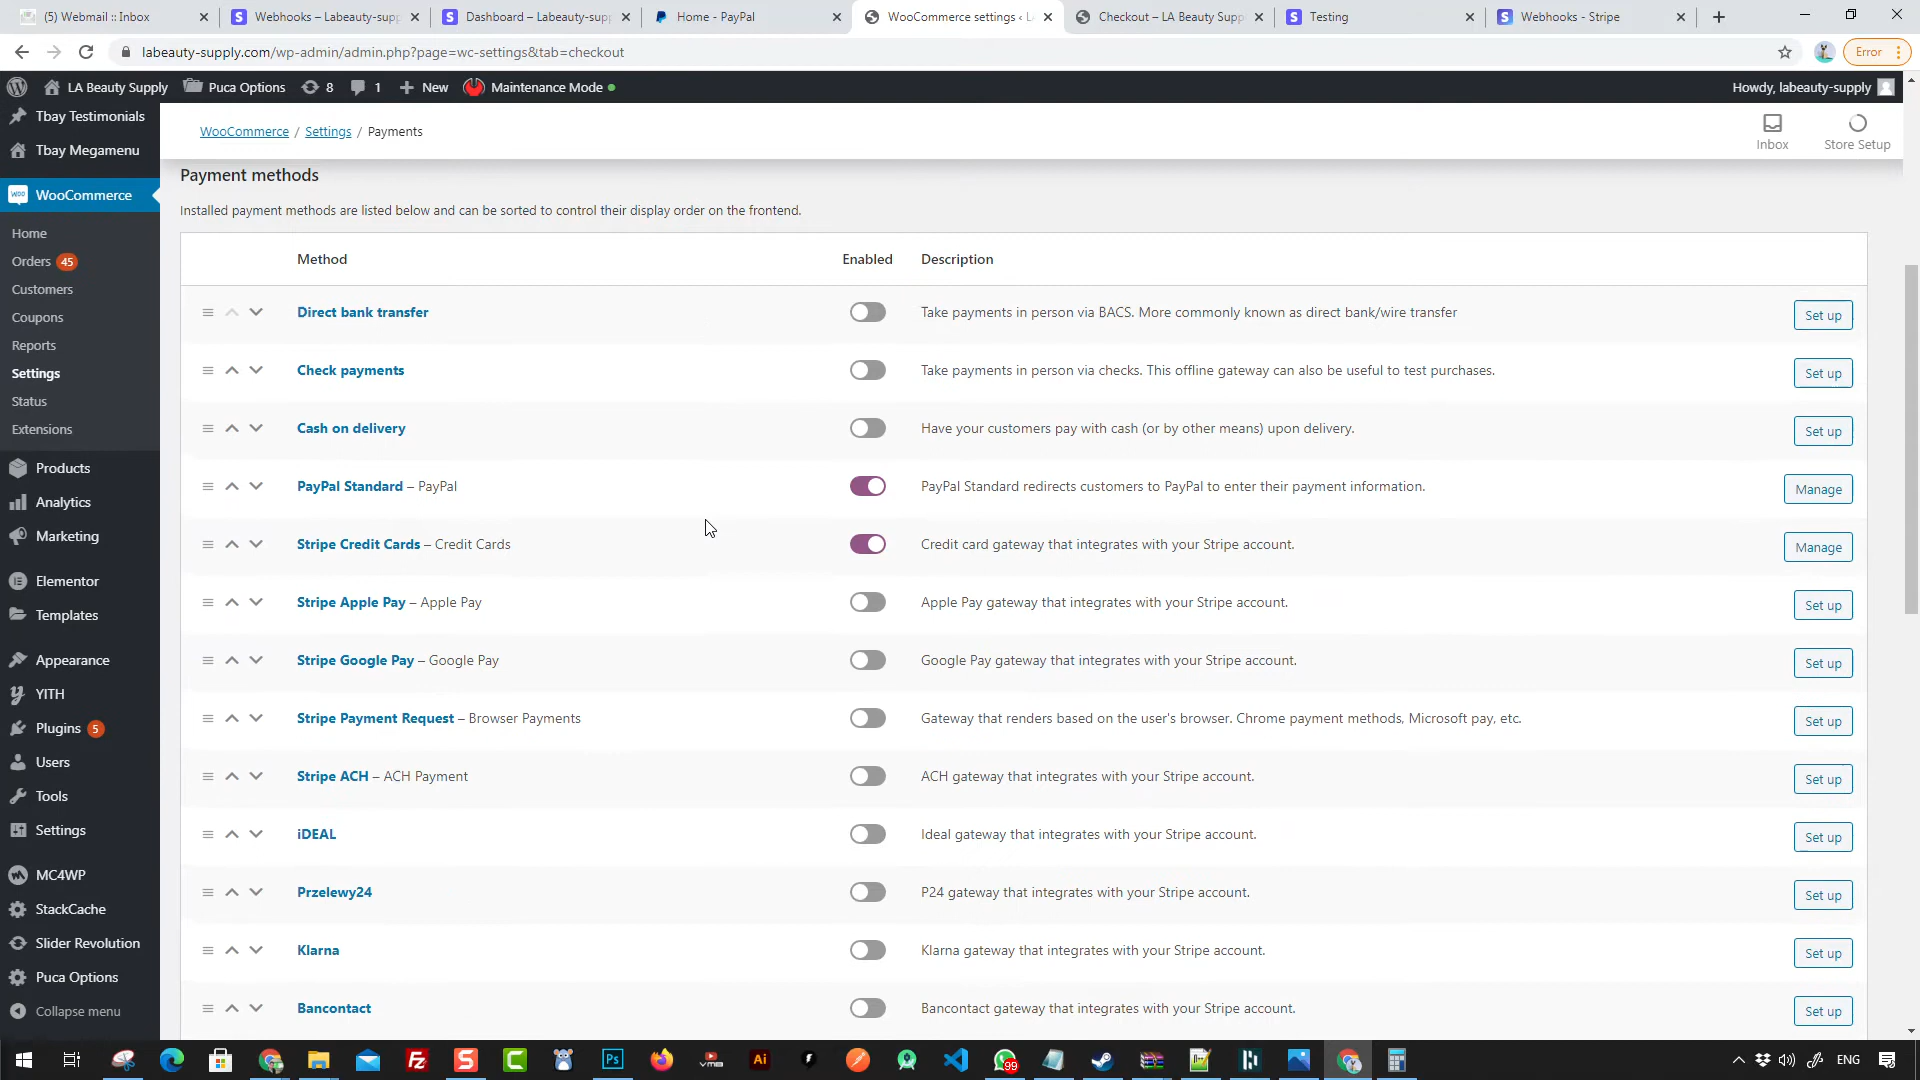 (5) Webmail :: Inbox
Webhooks – Labeauty-supp
Dashboard – Labeauty-supp
Home - PayPal
WooCommerce settings ‹ L
Checkout – LA Beauty Supp
Testing
Webhooks - Stripe
labeauty-supply.com/wp-admin/admin.php?page=wc-settings&tab=checkout
Error
LA Beauty Supply
Puca Options
8
1
New
Maintenance Mode
Howdy, labeauty-supply
Tbay Testimonials
Tbay Megamenu
WooCommerce
Home
Orders 45
Customers
Coupons
Reports
Settings
Status
Extensions
Products
Analytics
Marketing
Elementor
Templates
Appearance
YITH
Plugins 5
Users
Tools
Settings
MC4WP
StackCache
Slider Revolution
Puca Options
Collapse menu
WooCommerce / Settings / Payments
Inbox
Store Setup
Payment methods
Installed payment methods are listed below and can be sorted to control their display order on the frontend.
Method Enabled Description
Direct bank transfer Take payments in person via BACS. More commonly known as direct bank/wire transfer Set up
Check payments Take payments in person via checks. This offline gateway can also be useful to test purchases. Set up
Cash on delivery Have your customers pay with cash (or by other means) upon delivery. Set up
PayPal Standard – PayPal PayPal Standard redirects customers to PayPal to enter their payment information. Manage
Stripe Credit Cards – Credit Cards Credit card gateway that integrates with your Stripe account. Manage
Stripe Apple Pay – Apple Pay Apple Pay gateway that integrates with your Stripe account. Set up
Stripe Google Pay – Google Pay Google Pay gateway that integrates with your Stripe account. Set up
Stripe Payment Request – Browser Payments Gateway that renders based on the user's browser. Chrome payment methods, Microsoft pay, etc. Set up
Stripe ACH – ACH Payment ACH gateway that integrates with your Stripe account. Set up
iDEAL Ideal gateway that integrates with your Stripe account. Set up
Przelewy24 P24 gateway that integrates with your Stripe account. Set up
Klarna Klarna gateway that integrates with your Stripe account. Set up
Bancontact Bancontact gateway that integrates with your Stripe account. Set up
99
ENG